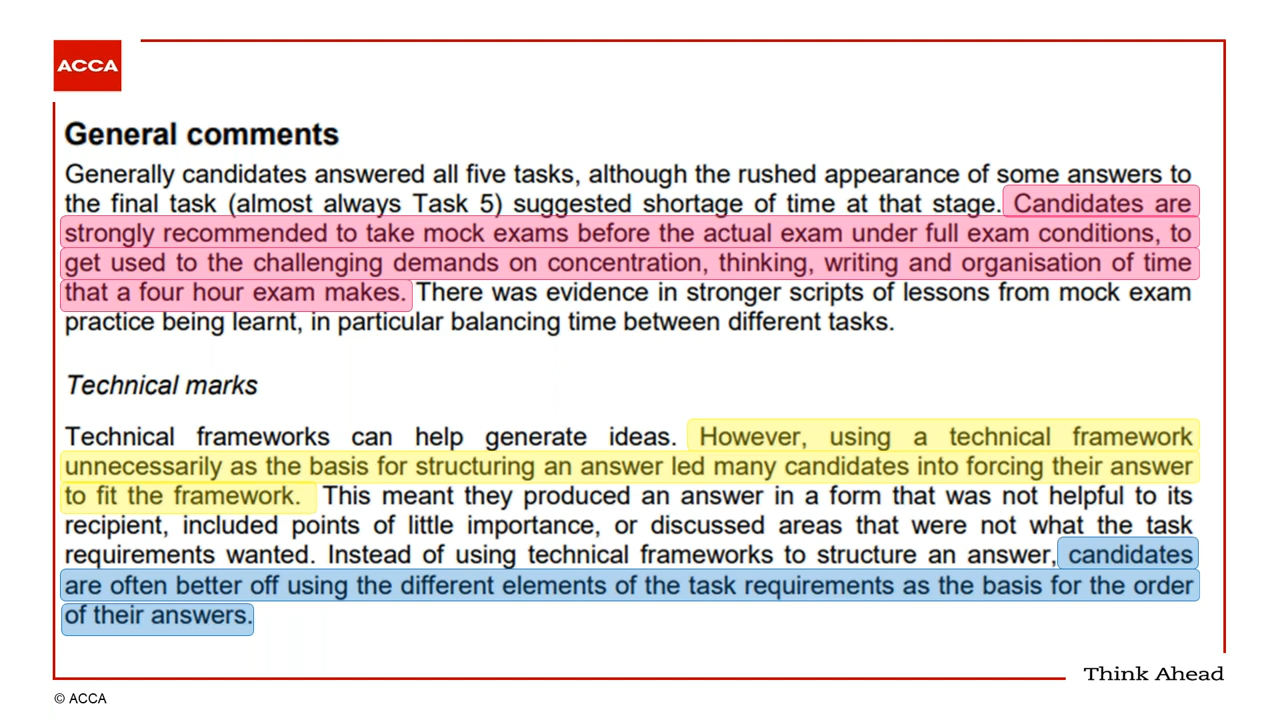 ACCA
General comments
Generally candidates answered all five tasks, although the rushed appearance of some answers to
the final task (almost always Task 5) suggested shortage of time at that stage. Candidates are
strongly recommended to take mock exams before the actual exam under full exam conditions, to
get used to the challenging demands on concentration, thinking, writing and organisation of time
that a four hour exam makes. There was evidence in stronger scripts of lessons from mock exam
practice being learnt, in particular balancing time between different tasks.
Technical marks
Technical frameworks can help generate ideas. However, using a technical framework
unnecessarily as the basis for structuring an answer led many candidates into forcing their answer
to fit the framework. This meant they produced an answer in a form that was not helpful to its
recipient, included points of little importance, or discussed areas that were not what the task
requirements wanted. Instead of using technical frameworks to structure an answer, candidates
are often better off using the different elements of the task requirements as the basis for the order
of their answers.
Think Ahead
© ACCA